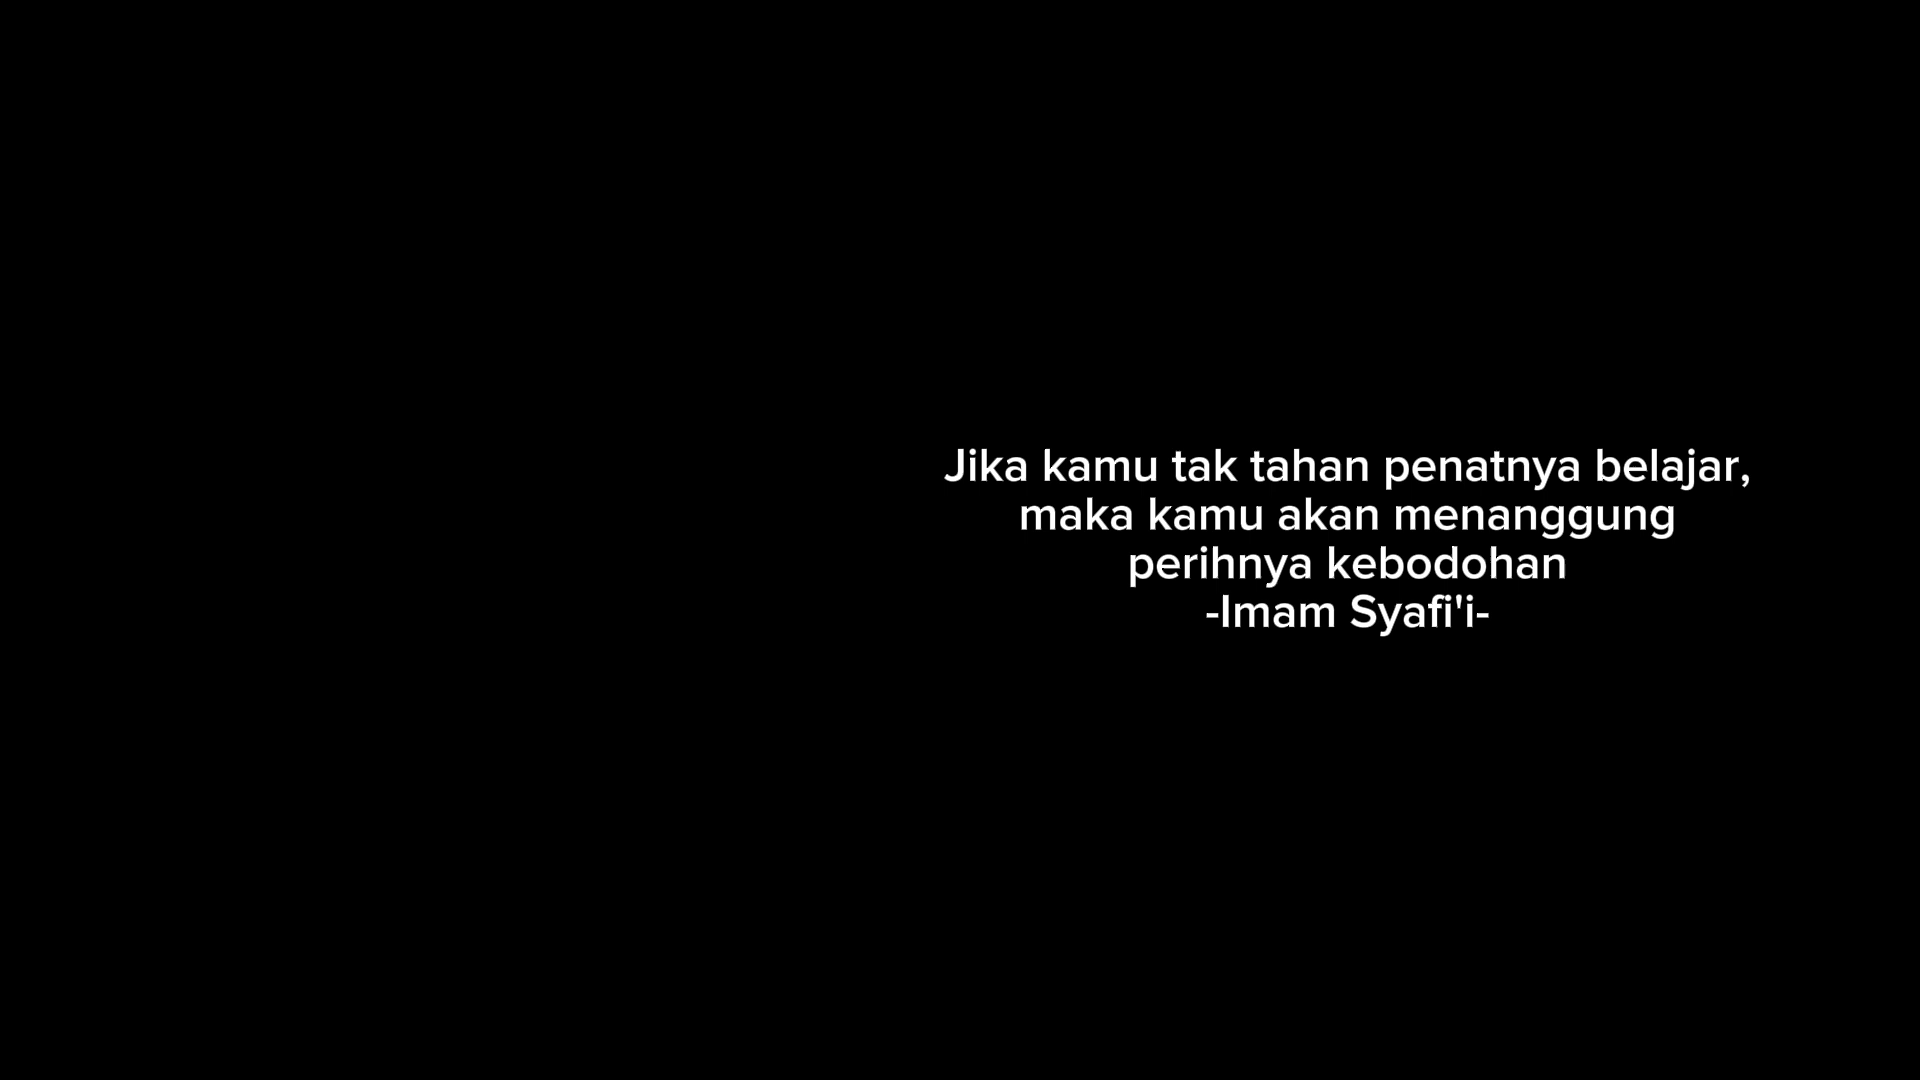 Jika kamu tak tahan penatnya belajar,
maka kamu akan menanggung
perihnya kebodohan
-Imam Syafi'i-